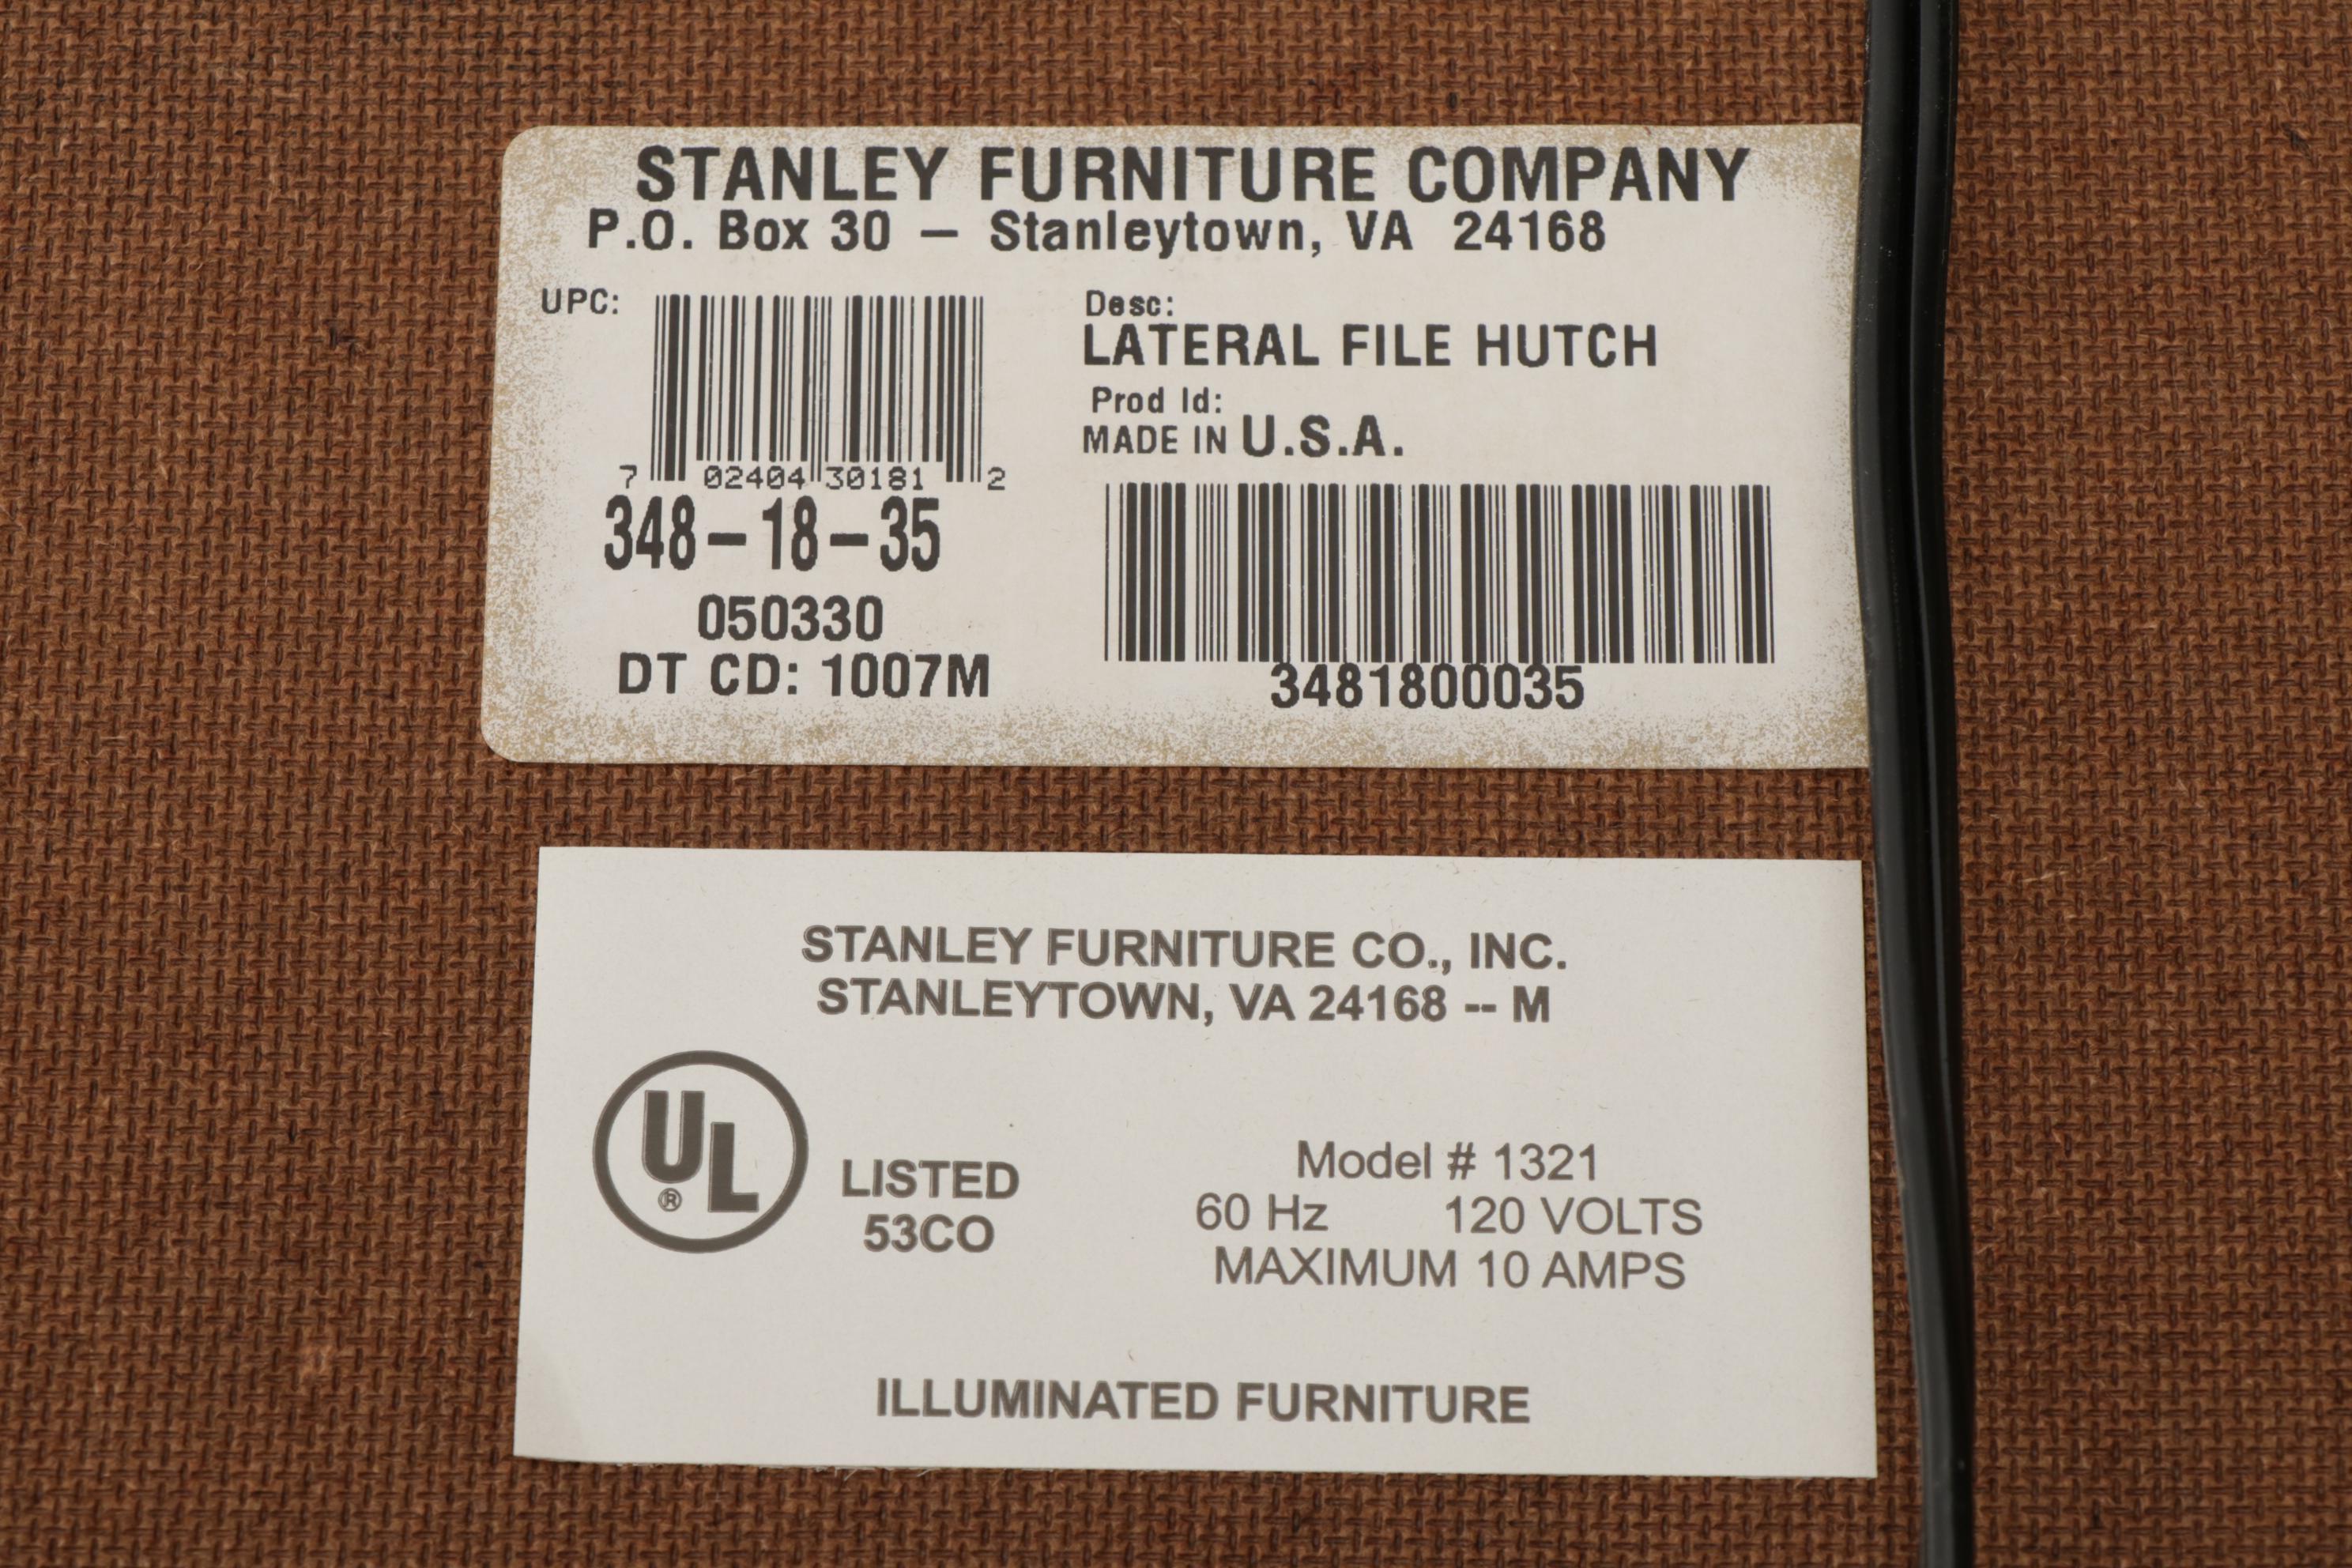 STANLEY FURNITURE COMPANY
P.O. Box 30 – Stanleytown, VA 24168
UPC:
7 02404 30181 2
348-18-35
050330
DT CD: 1007M
Desc:
LATERAL FILE HUTCH
Prod Id:
MADE IN U.S.A.
3481800035
STANLEY FURNITURE CO., INC.
STANLEYTOWN, VA 24168 -- M
UL
®
LISTED
53CO
Model # 1321
60 Hz 120 VOLTS
MAXIMUM 10 AMPS
ILLUMINATED FURNITURE